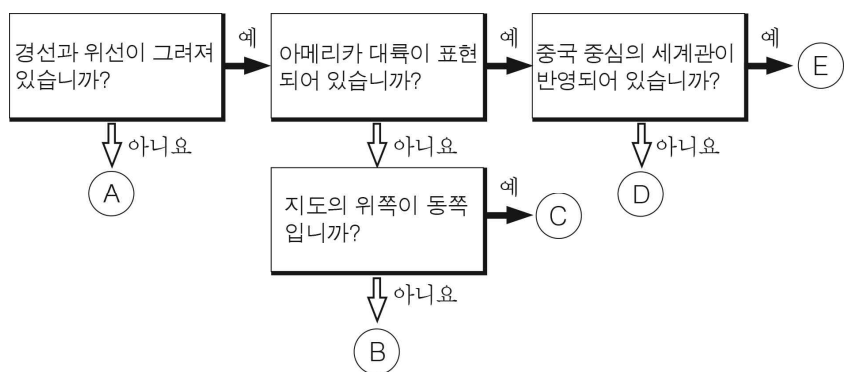 경선과 위선이 그려져
있습니까?
예
아메리카 대륙이 표현
되어 있습니까?
예
중국 중심의 세계관이
반영되어 있습니까?
예
E
아니요
A
아니요
아니요
D
지도의 위쪽이 동쪽
입니까?
예
C
아니요
B